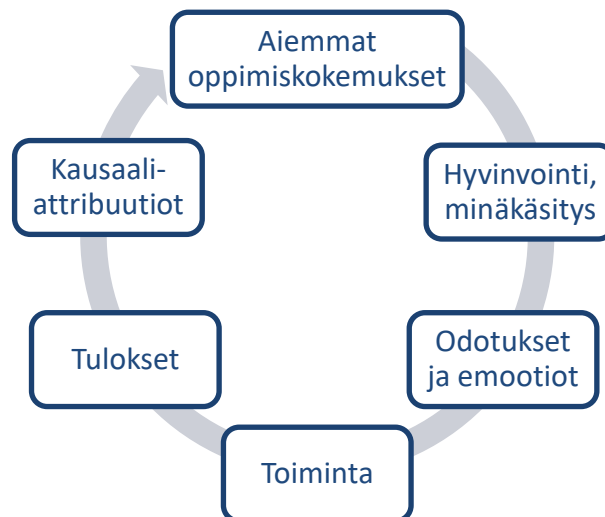 Aiemmat
oppimiskokemukset
Hyvinvointi,
minäkäsitys
Odotukset
ja emootiot
Toiminta
Tulokset
Kausaali-
attribuutiot